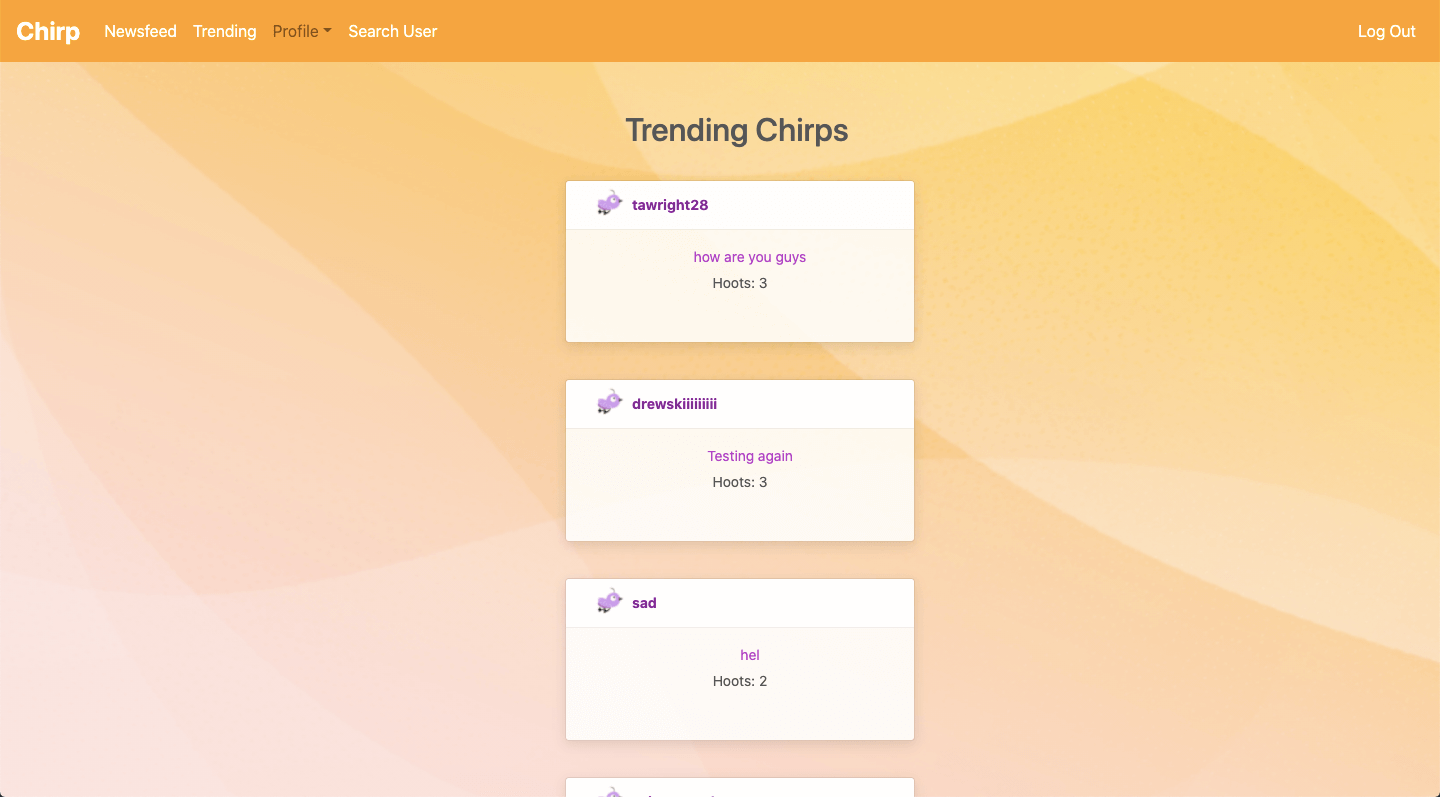 Chirp Newsfeed Trending Profile Search User Log Out
Trending Chirps
tawright28
how are you guys
Hoots: 3
drewskiiiiiiiii
Testing again
Hoots: 3
sad
hel
Hoots: 2